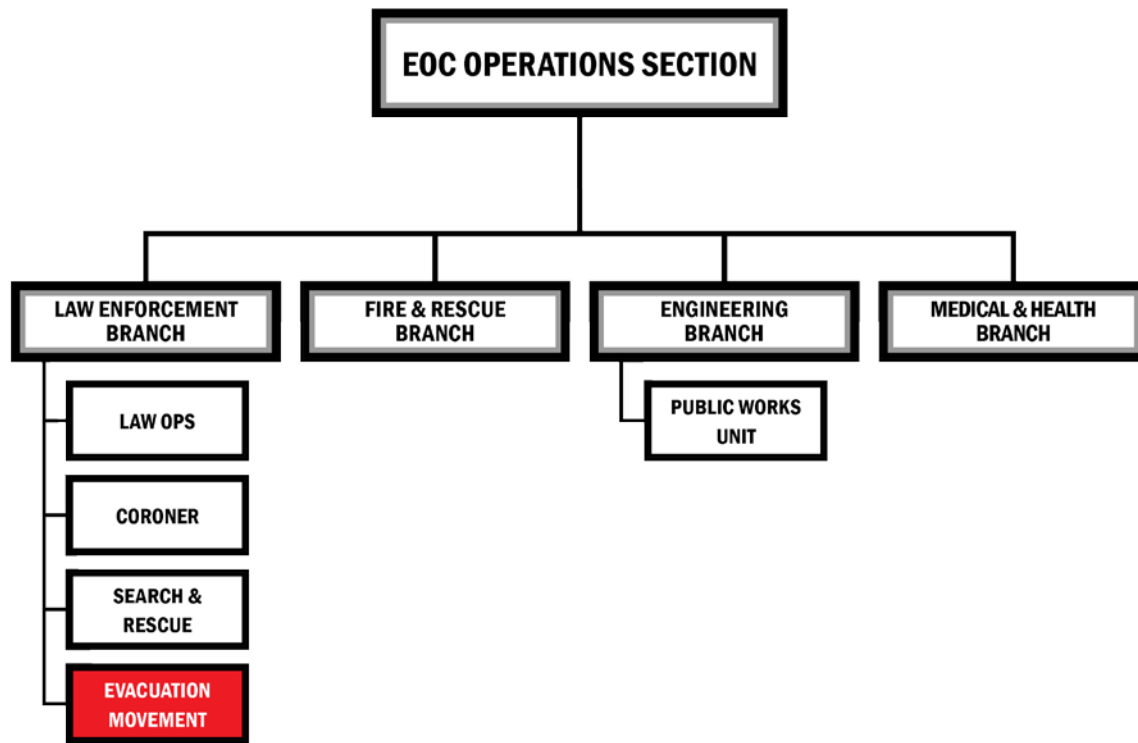 EOC OPERATIONS SECTION
LAW ENFORCEMENT
BRANCH
FIRE & RESCUE
BRANCH
ENGINEERING
BRANCH
MEDICAL & HEALTH
BRANCH
LAW OPS
CORONER
SEARCH &
RESCUE
EVACUATION
MOVEMENT
PUBLIC WORKS
UNIT